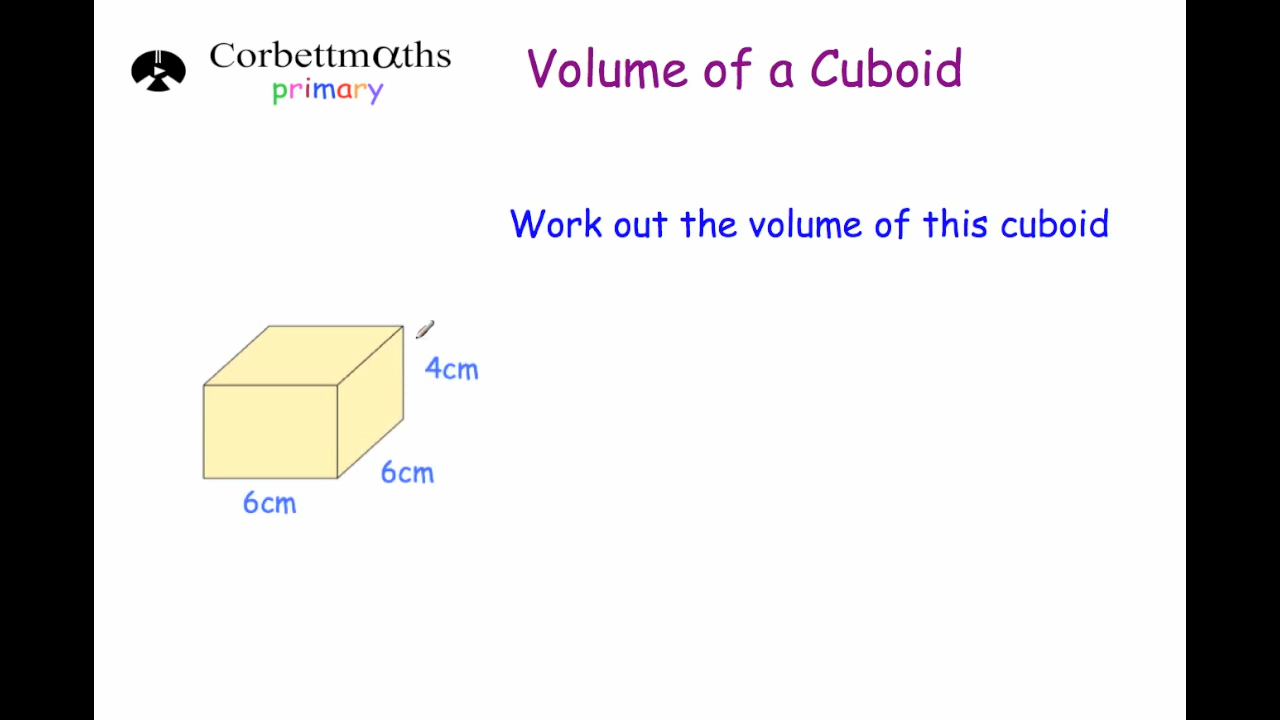 Corbettmαths
primary
Volume of a Cuboid
Work out the volume of this cuboid
4cm
6cm
6cm